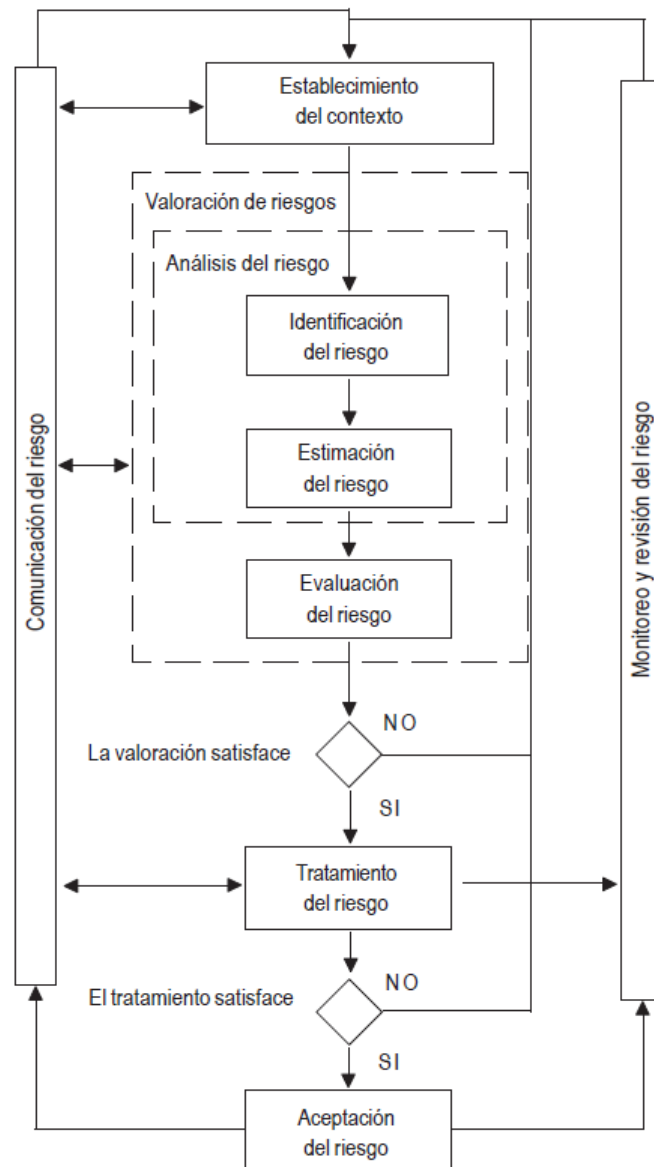 Establecimiento
del contexto
Valoración de riesgos
Análisis del riesgo
Identificación
del riesgo
Estimación
del riesgo
Evaluación
del riesgo
Comunicación del riesgo
Monitoreo y revisión del riesgo
NO
La valoración satisface
SI
Tratamiento
del riesgo
NO
El tratamiento satisface
SI
Aceptación
del riesgo